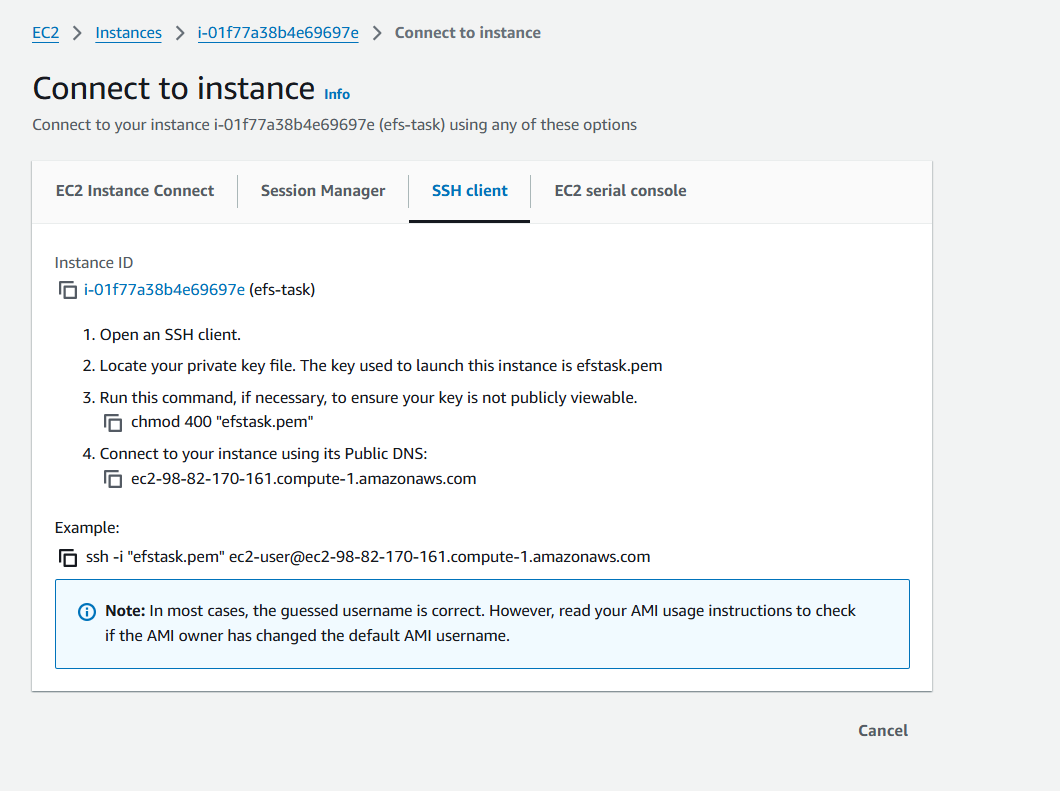 EC2 > Instances > i-01f77a38b4e69697e > Connect to instance
Connect to instance Info
Connect to your instance i-01f77a38b4e69697e (efs-task) using any of these options
EC2 Instance Connect Session Manager SSH client EC2 serial console
Instance ID
i-01f77a38b4e69697e (efs-task)
1. Open an SSH client.
2. Locate your private key file. The key used to launch this instance is efstask.pem
3. Run this command, if necessary, to ensure your key is not publicly viewable.
chmod 400 "efstask.pem"
4. Connect to your instance using its Public DNS:
ec2-98-82-170-161.compute-1.amazonaws.com
Example:
ssh -i "efstask.pem" ec2-user@ec2-98-82-170-161.compute-1.amazonaws.com
Note: In most cases, the guessed username is correct. However, read your AMI usage instructions to check
if the AMI owner has changed the default AMI username.
Cancel